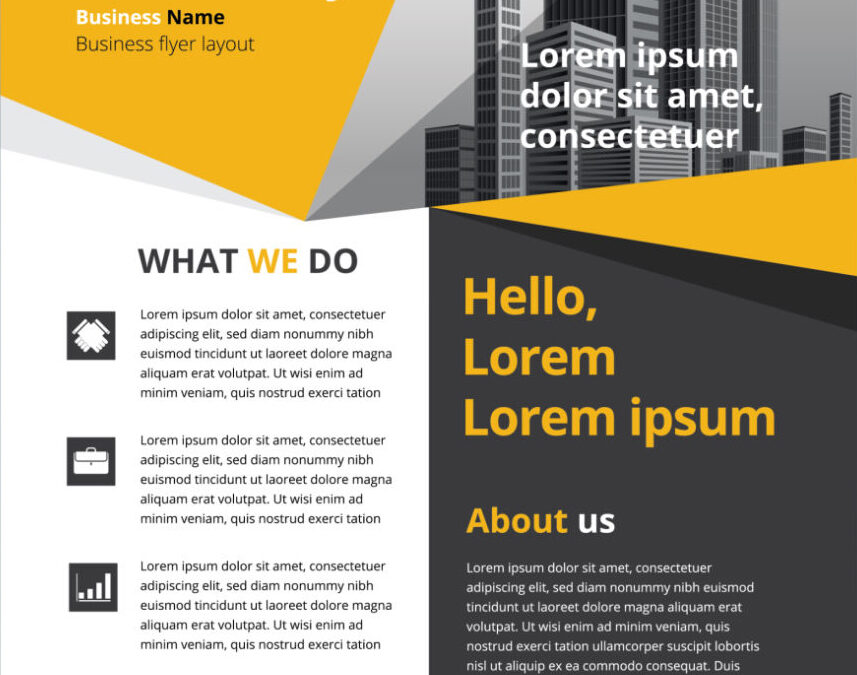 Business Name
Business flyer layout
Lorem ipsum
dolor sit amet,
consectetuer
WHAT WE DO
Lorem ipsum dolor sit amet, consectetuer
adipiscing elit, sed diam nonummy nibh
euismod tincidunt ut laoreet dolore magna
aliquam erat volutpat. Ut wisi enim ad
minim veniam, quis nostrud exerci tation
Lorem ipsum dolor sit amet, consectetuer
adipiscing elit, sed diam nonummy nibh
euismod tincidunt ut laoreet dolore magna
aliquam erat volutpat. Ut wisi enim ad
minim veniam, quis nostrud exerci tation
Lorem ipsum dolor sit amet, consectetuer
adipiscing elit, sed diam nonummy nibh
euismod tincidunt ut laoreet dolore magna
aliquam erat volutpat. Ut wisi enim ad
minim veniam, quis nostrud exerci tation
Hello,
Lorem
Lorem ipsum
About us
Lorem ipsum dolor sit amet, consectetuer
adipiscing elit, sed diam nonummy nibh euismod
tincidunt ut laoreet dolore magna aliquam erat
volutpat. Ut wisi enim ad minim veniam, quis
nostrud exerci tation ullamcorper suscipit lobortis
nisl ut aliquip ex ea commodo consequat. Duis